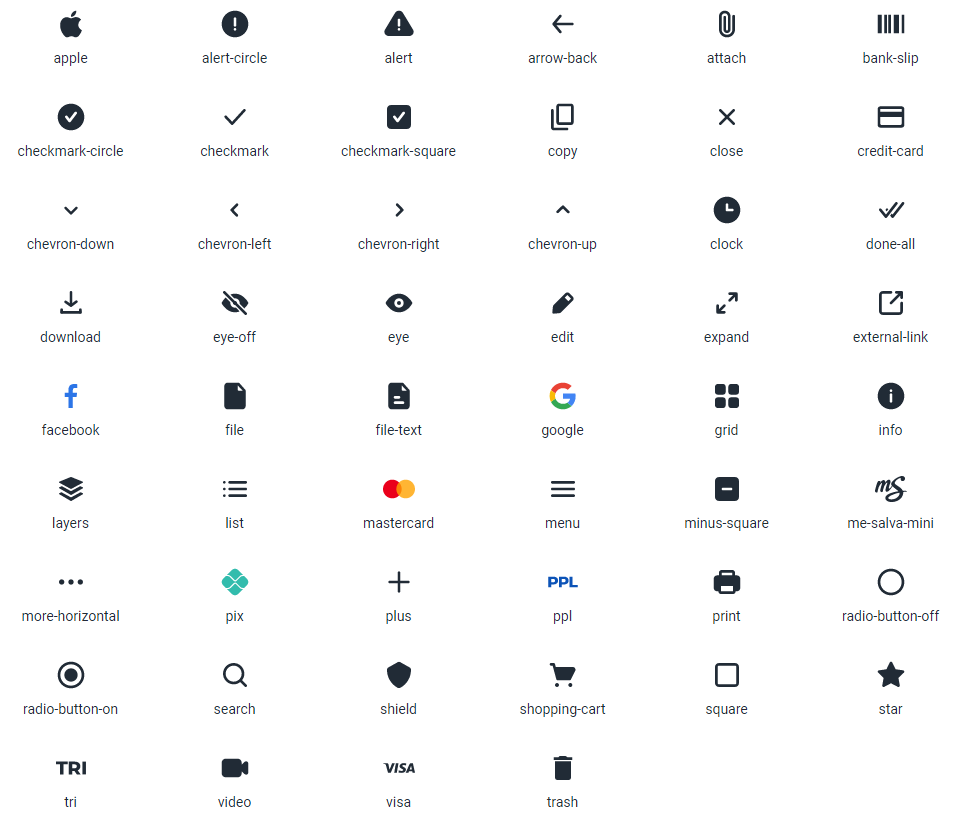 apple alert-circle alert arrow-back attach bank-slip
checkmark-circle checkmark checkmark-square copy close credit-card
chevron-down chevron-left chevron-right chevron-up clock done-all
download eye-off eye edit expand external-link
facebook file file-text google grid info
mS
layers list mastercard menu minus-square me-salva-mini
PPL
more-horizontal pix plus ppl print radio-button-off
radio-button-on search shield shopping-cart square star
TRI VISA
tri video visa trash